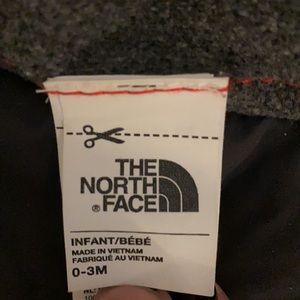 THE
NORTH
® FACE
INFANT/BÉBÉ
MADE IN VIETNAM
FABRIQUÉ AU VIETNAM
0-3M